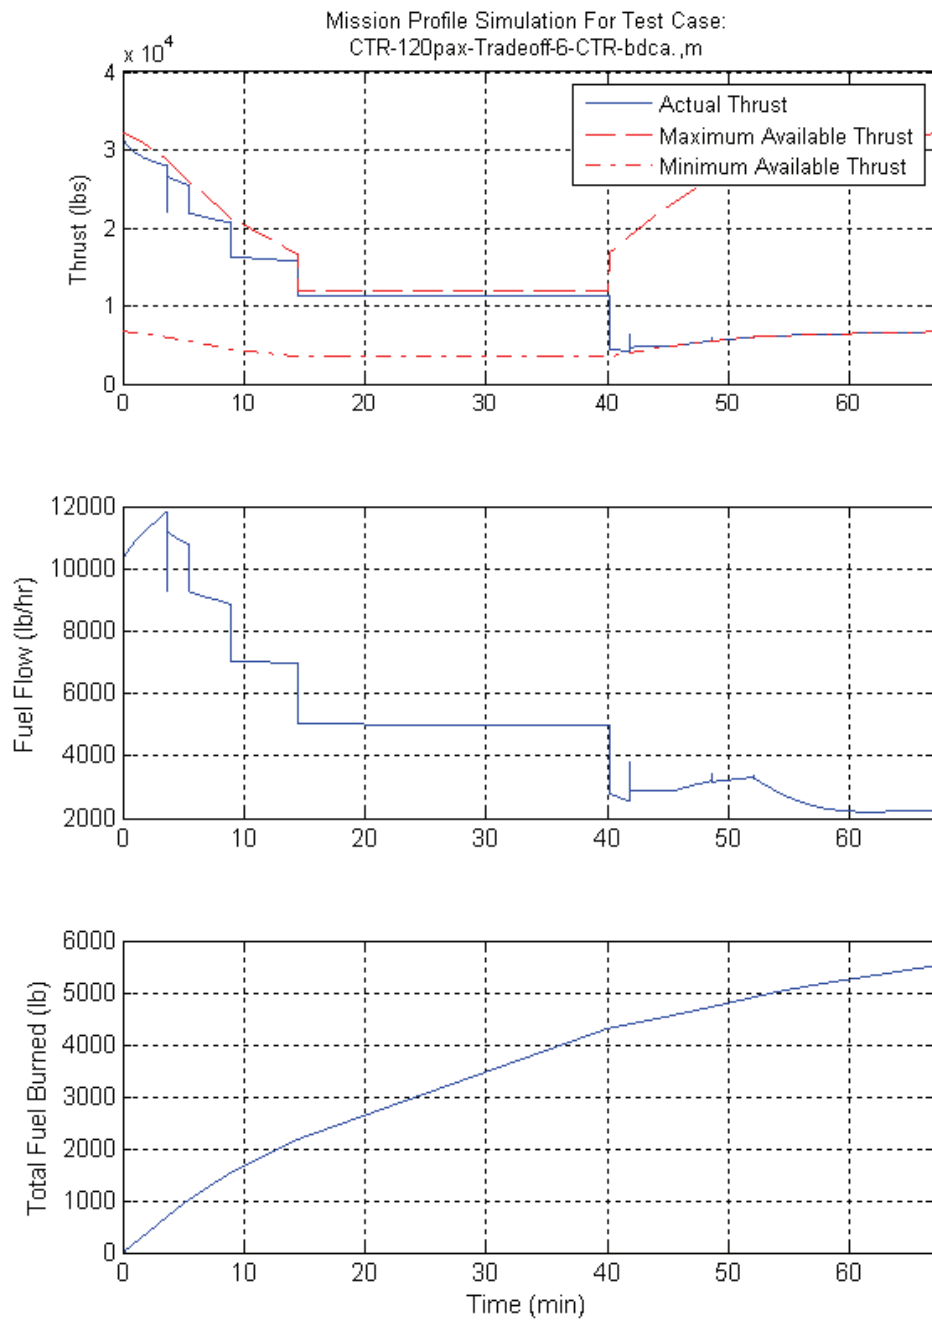 Mission Profile Simulation For Test Case:
CTR-120pax-Tradeoff-6-CTR-bdca.,m
x 10^4
4
3
2
1
0
Thrust (lbs)
Actual Thrust
Maximum Available Thrust
Minimum Available Thrust
0 10 20 30 40 50 60
12000
10000
8000
6000
4000
2000
Fuel Flow (lb/hr)
0 10 20 30 40 50 60
6000
5000
4000
3000
2000
1000
0
Total Fuel Burned (lb)
0 10 20 30 40 50 60
Time (min)